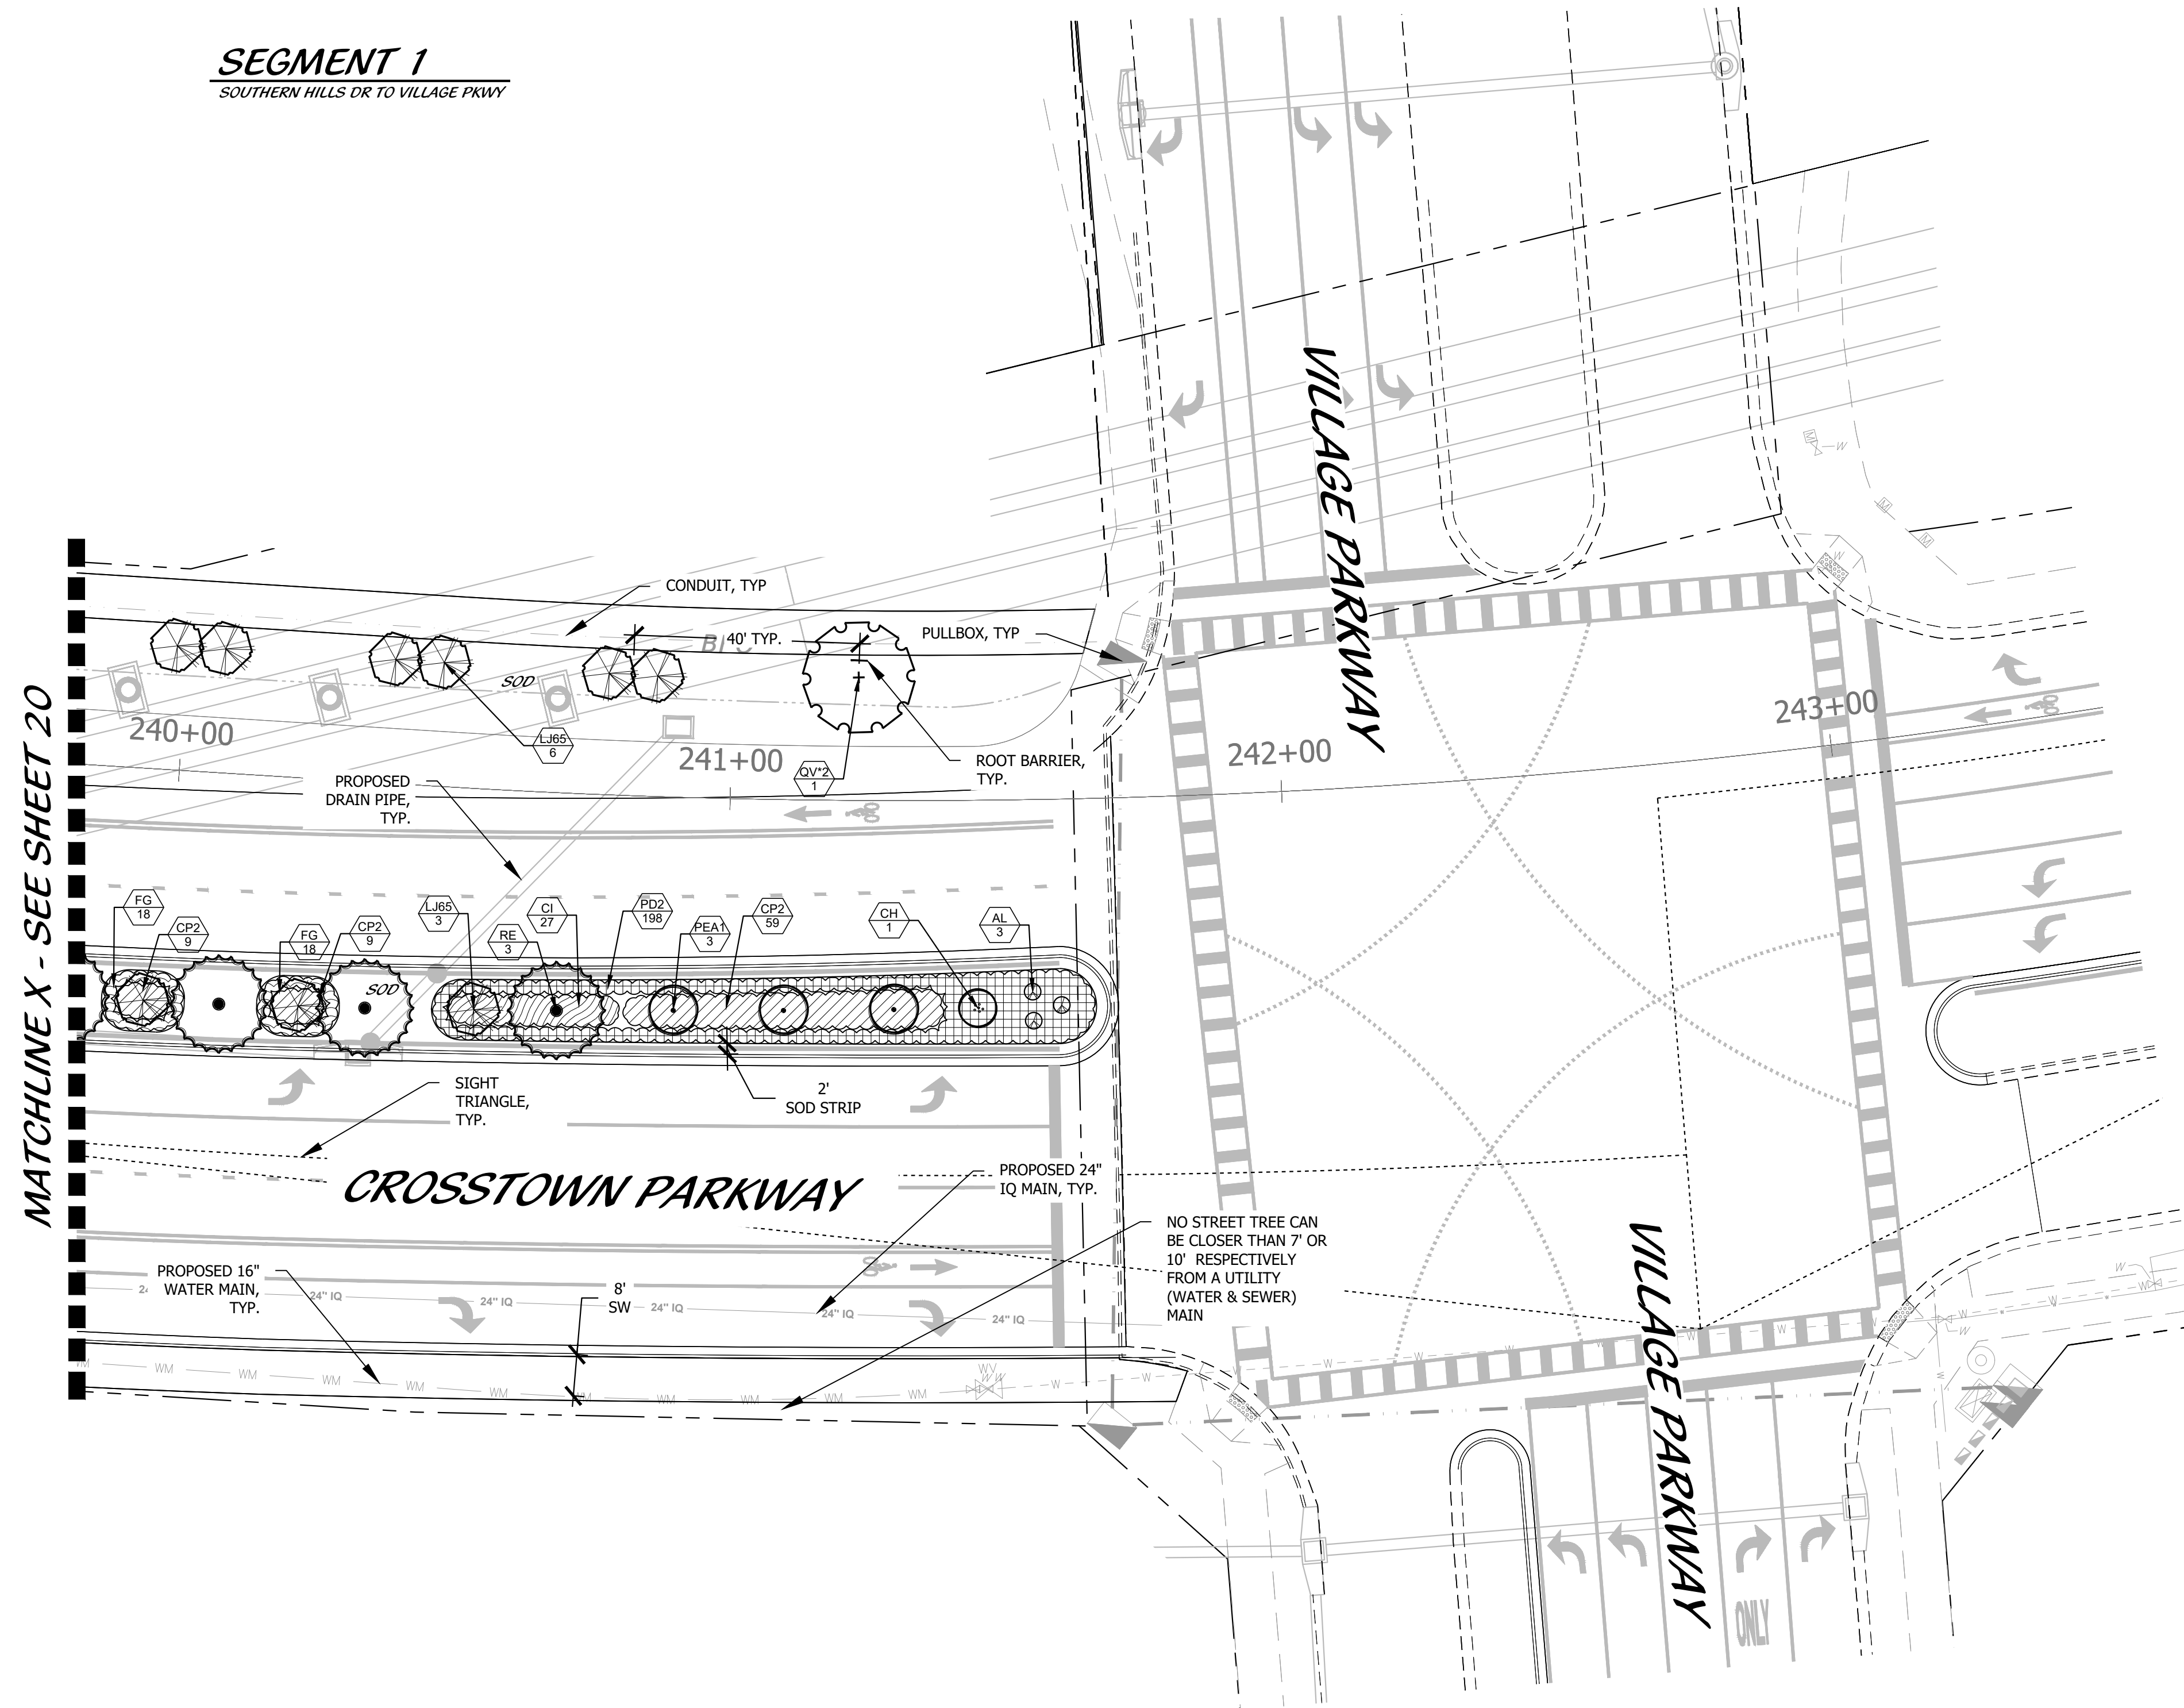 SEGMENT 1
SOUTHERN HILLS DR TO VILLAGE PKWY
MATCHLINE X - SEE SHEET 20
VILLAGE PARKWAY
CONDUIT, TYP
40' TYP.
PULLBOX, TYP
SOD
LJ65
6
QV*2
1
ROOT BARRIER,
TYP.
240+00
241+00
242+00
243+00
PROPOSED
DRAIN PIPE,
TYP.
FG
18
CP2
9
FG
18
CP2
9
LJ65
3
RE
3
CI
27
PD2
198
PEA1
3
CP2
59
CH
1
AL
3
SOD
SIGHT
TRIANGLE,
TYP.
2'
SOD STRIP
CROSSTOWN PARKWAY
PROPOSED 24"
IQ MAIN, TYP.
NO STREET TREE CAN
BE CLOSER THAN 7' OR
10' RESPECTIVELY
FROM A UTILITY
(WATER & SEWER)
MAIN
PROPOSED 16"
WATER MAIN,
TYP.
8'
SW
24" IQ
24" IQ
24" IQ
24" IQ
24" IQ
WM
WM
WM
WM
WM
WM
WM
WM
WM
WM
WM
WV
W
W
W
W
W
W
W
W
W
W
W
M
M
M
W
W
VILLAGE PARKWAY
ONLY